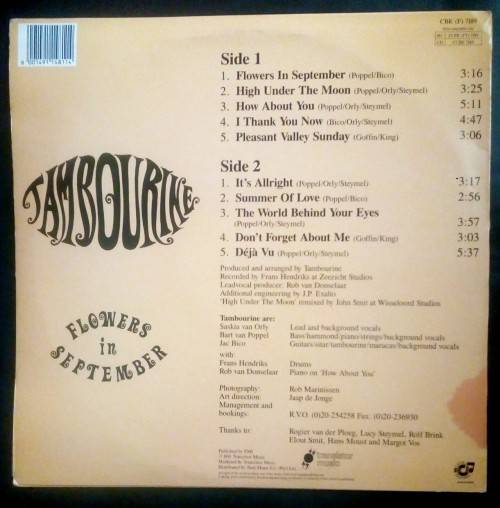 CBR (F) 7189
Side 1
1. Flowers In September (Poppel/Bico) 3:16
2. High Under The Moon (Poppel/Orly/Steymel) 3:25
3. How About You (Poppel/Orly/Steymel) 5:11
4. I Thank You Now (Bico/Orly/Steymel) 4:47
5. Pleasant Valley Sunday (Goffin/King) 3:06
TAMBOURINE
Side 2
1. It's Allright (Poppel/Orly/Steymel) 3:17
2. Summer Of Love (Poppel/Bico) 2:56
3. The World Behind Your Eyes
(Poppel/Orly/Steymel) 3:57
4. Don't Forget About Me (Goffin/King) 3:03
5. Déjà Vu (Poppel/Orly/Steymel) 5:37
Produced and arranged by Tambourine
Recorded by Frans Hendriks at Zeezicht Studios
Leadvocal producer: Rob van Donselaar
Additional engineering by J.P. Exalto
'High Under The Moon' remixed by John Smit at Wisseloord Studios
FLOWERS
in
SEPTEMBER
Tambourine are:
Saskia van Orly Lead and background vocals
Bart van Poppel Bass/hammond/piano/strings/background vocals
Jac Bico Guitars/sitar/tambourine/maracas/background vocals
with:
Frans Hendriks Drums
Rob van Donselaar Piano on 'How About You'
Photography: Rob Marinissen
Art direction: Jaap de Jonge
Management and
bookings: R.V.O. (0)20-254258 Fax: (0)20-236930
Thanks to: Rogier van der Ploeg, Lucy Steymel, Rolf Brink
Elout Smit, Hans Moust and Margot Vos
translator
music